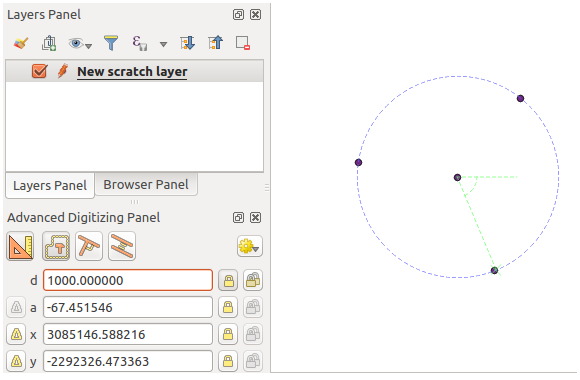 Layers Panel
New scratch layer
Layers Panel
Browser Panel
Advanced Digitizing Panel
d 1000.000000
a -67.451546
x 3085146.588216
y -2292326.473363